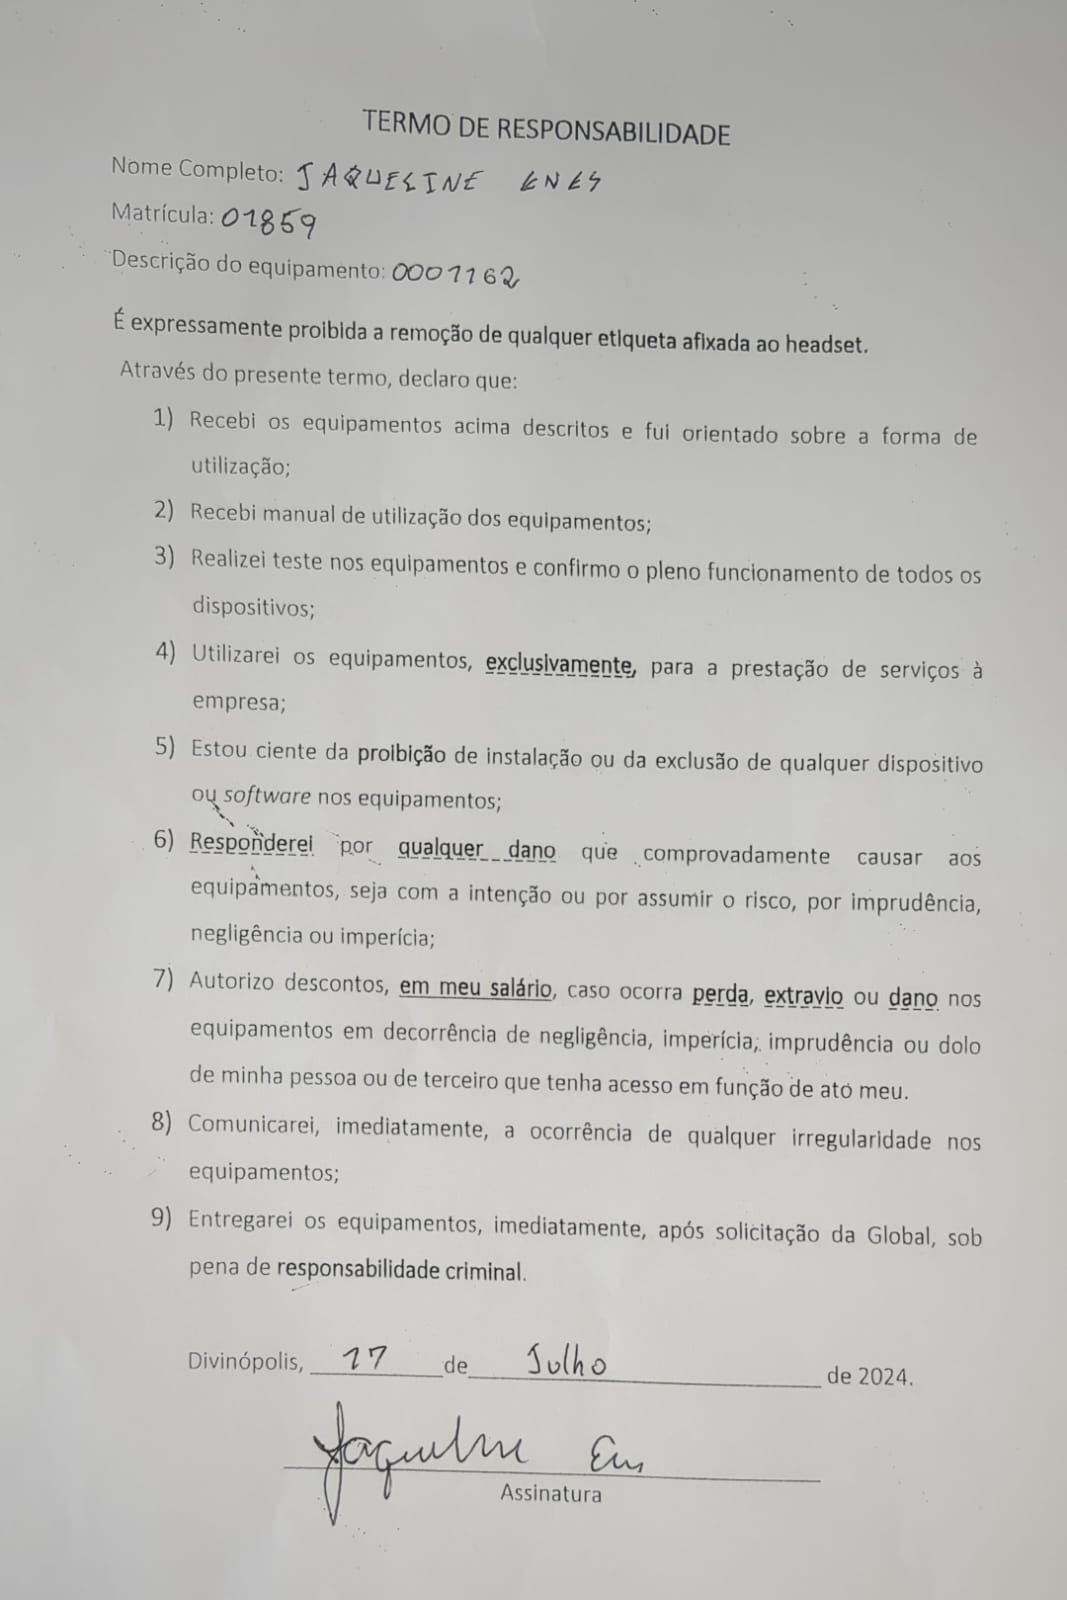 TERMO DE RESPONSABILIDADE
Nome Completo: JAQUELINE ENES
Matrícula: 01859
Descrição do equipamento: 0001162
É expressamente proibida a remoção de qualquer etiqueta afixada ao headset.
Através do presente termo, declaro que:
1) Recebi os equipamentos acima descritos e fui orientado sobre a forma de
utilização;
2) Recebi manual de utilização dos equipamentos;
3) Realizei teste nos equipamentos e confirmo o pleno funcionamento de todos os
dispositivos;
4) Utilizarei os equipamentos, exclusivamente, para a prestação de serviços à
empresa;
5) Estou ciente da proibição de instalação ou da exclusão de qualquer dispositivo
ou software nos equipamentos;
6) Responderei por qualquer dano que comprovadamente causar aos
equipamentos, seja com a intenção ou por assumir o risco, por imprudência,
negligência ou imperícia;
7) Autorizo descontos, em meu salário, caso ocorra perda, extravio ou dano nos
equipamentos em decorrência de negligência, imperícia, imprudência ou dolo
de minha pessoa ou de terceiro que tenha acesso em função de ato meu.
8) Comunicarei, imediatamente, a ocorrência de qualquer irregularidade nos
equipamentos;
9) Entregarei os equipamentos, imediatamente, após solicitação da Global, sob
pena de responsabilidade criminal.
Divinópolis, 17 de Julho de 2024.
Jaqueline Enes
Assinatura